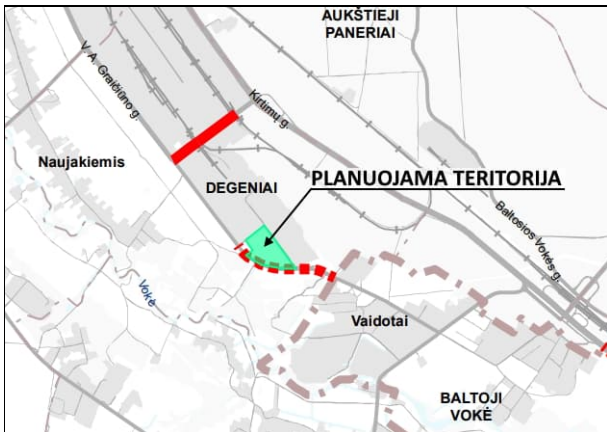 AUKŠTIEJI
PANERIAI
V. A. Graičiūno g.
Kirtimų g.
Naujakiemis
DEGENIAI
PLANUOJAMA TERITORIJA
Baltosios Vokės g.
Vokė
Vaidotai
BALTOJI
VOKĖ